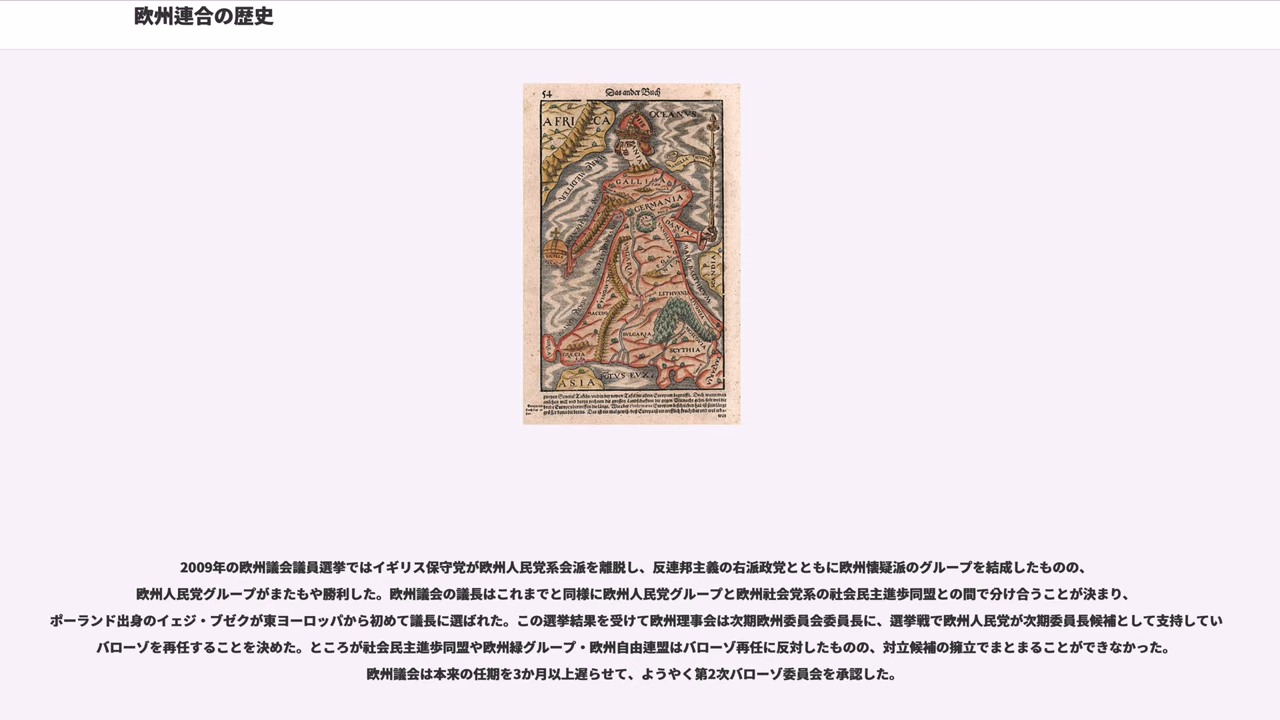 欧州連合の歴史
54
Das ander Buch
AFRICA
OCEANVS
GALLIA
GERMANIA
DANIA
LITHVANI
BVLGARIA
SCYTHIA
ASIA
2009年の欧州議会議員選挙ではイギリス保守党が欧州人民党系会派を離脱し、反連邦主義の右派政党とともに欧州懐疑派のグループを結成したものの、
欧州人民党グループがまたもや勝利した。欧州議会の議長はこれまでと同様に欧州人民党グループと欧州社会党系の社会民主進歩同盟との間で分け合うことが決まり、
ポーランド出身のイェジ・ブゼクが東ヨーロッパから初めて議長に選ばれた。この選挙結果を受けて欧州理事会は次期欧州委員会委員長に、選挙戦で欧州人民党が次期委員長候補として支持してい
バローゾを再任することを決めた。ところが社会民主進歩同盟や欧州緑グループ・欧州自由連盟はバローゾ再任に反対したものの、対立候補の擁立でまとまることができなかった。
欧州議会は本来の任期を3か月以上遅らせて、ようやく第2次バローゾ委員会を承認した。